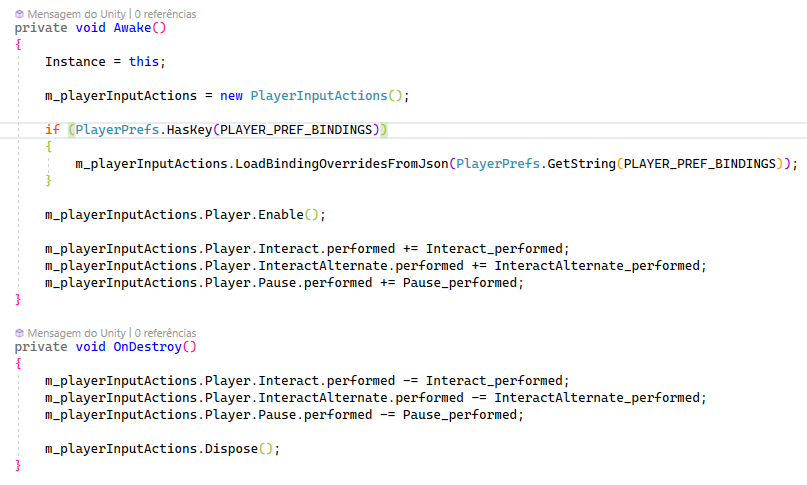 Mensagem do Unity | 0 referências
private void Awake()
{
Instance = this;
m_playerInputActions = new PlayerInputActions();
if (PlayerPrefs.HasKey(PLAYER_PREF_BINDINGS))
{
m_playerInputActions.LoadBindingOverridesFromJson(PlayerPrefs.GetString(PLAYER_PREF_BINDINGS));
}
m_playerInputActions.Player.Enable();
m_playerInputActions.Player.Interact.performed += Interact_performed;
m_playerInputActions.Player.InteractAlternate.performed += InteractAlternate_performed;
m_playerInputActions.Player.Pause.performed += Pause_performed;
}
Mensagem do Unity | 0 referências
private void OnDestroy()
{
m_playerInputActions.Player.Interact.performed -= Interact_performed;
m_playerInputActions.Player.InteractAlternate.performed -= InteractAlternate_performed;
m_playerInputActions.Player.Pause.performed -= Pause_performed;
m_playerInputActions.Dispose();
}